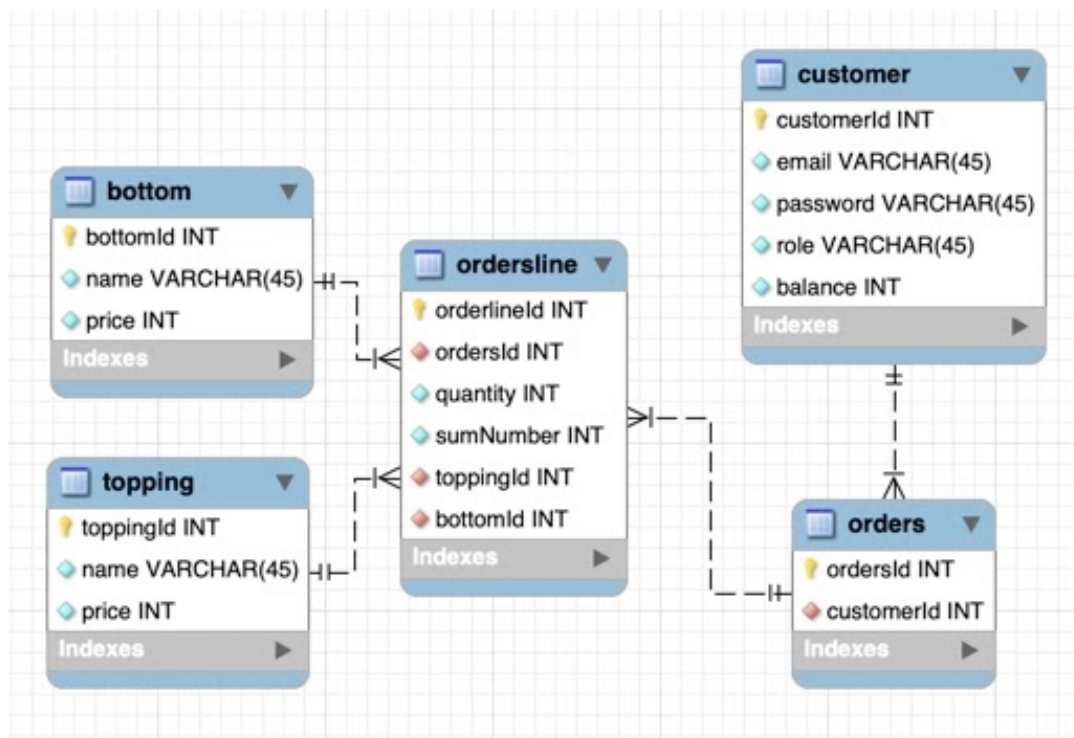 bottom
bottomId INT
name VARCHAR(45)
price INT
Indexes
topping
toppingId INT
name VARCHAR(45)
price INT
Indexes
ordersline
orderlineId INT
ordersId INT
quantity INT
sumNumber INT
toppingId INT
bottomId INT
Indexes
customer
customerId INT
email VARCHAR(45)
password VARCHAR(45)
role VARCHAR(45)
balance INT
Indexes
orders
ordersId INT
customerId INT
Indexes